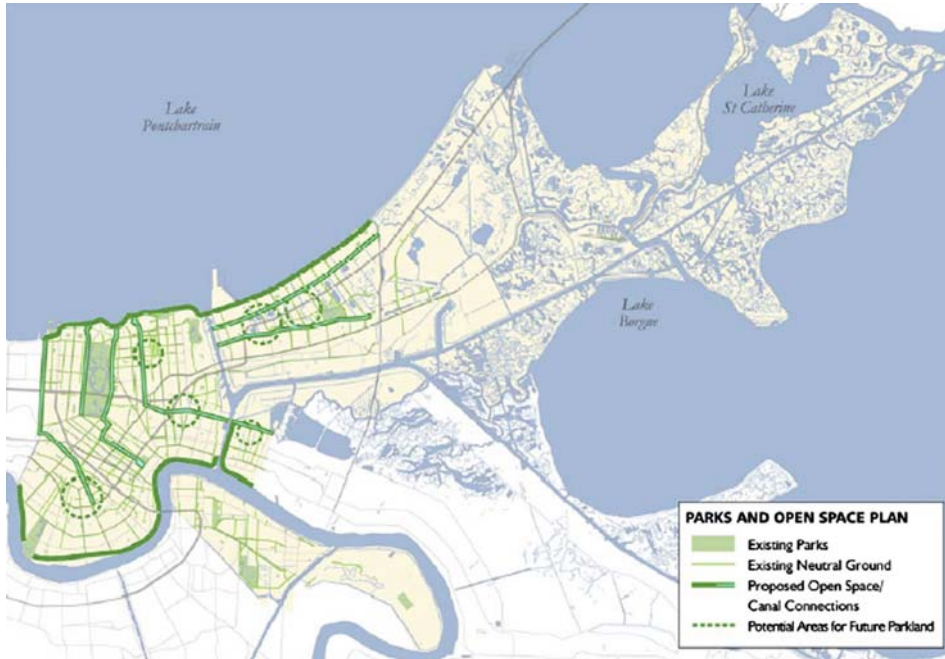 Lake
Pontchartrain
Lake
St Catherine
Lake
Borgne
PARKS AND OPEN SPACE PLAN
Existing Parks
Existing Neutral Ground
Proposed Open Space/
Canal Connections
Potential Areas for Future Parkland